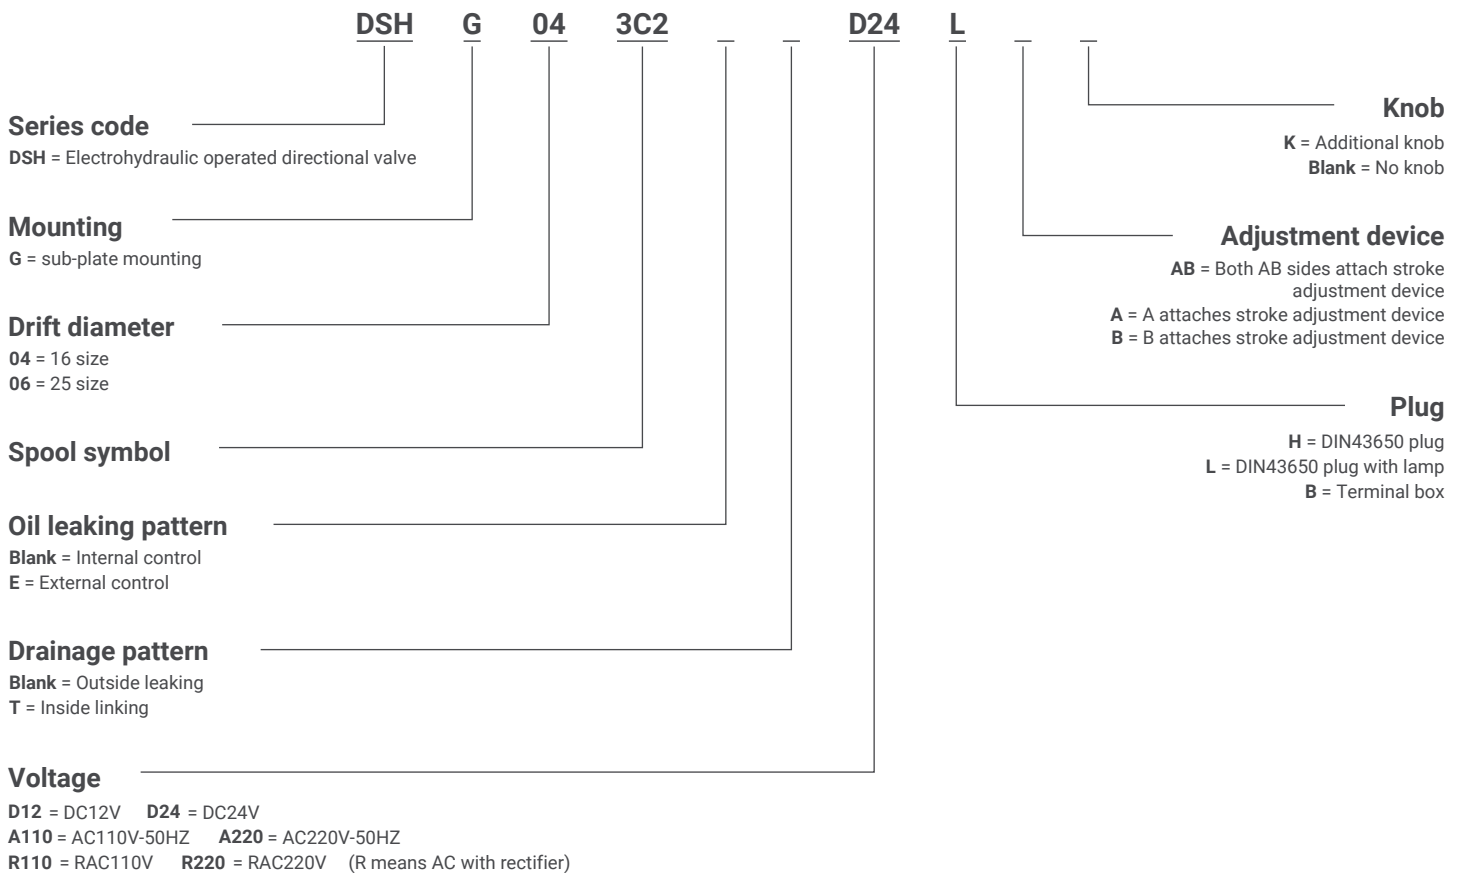 DSH G 04 3C2 _ _ D24 L _ _
Series code
DSH = Electrohydraulic operated directional valve
Mounting
G = sub-plate mounting
Drift diameter
04 = 16 size
06 = 25 size
Spool symbol
Oil leaking pattern
Blank = Internal control
E = External control
Drainage pattern
Blank = Outside leaking
T = Inside linking
Voltage
D12 = DC12V D24 = DC24V
A110 = AC110V-50HZ A220 = AC220V-50HZ
R110 = RAC110V R220 = RAC220V (R means AC with rectifier)
Knob
K = Additional knob
Blank = No knob
Adjustment device
AB = Both AB sides attach stroke
adjustment device
A = A attaches stroke adjustment device
B = B attaches stroke adjustment device
Plug
H = DIN43650 plug
L = DIN43650 plug with lamp
B = Terminal box